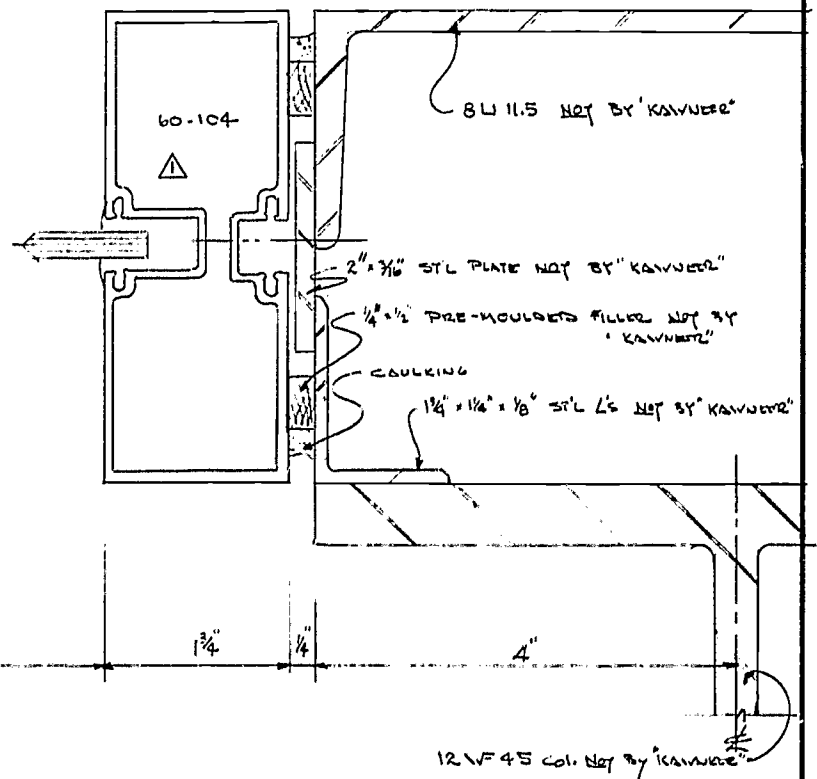 60-104
1
8⊔ 11.5 NOT BY "KAWNEER"
2" x 3/16" ST'L PLATE NOT BY "KAWNEER"
1/4" x 1/2" PRE-MOULDED FILLER NOT BY
"KAWNEER"
CAULKING
1 1/4" x 1 1/4" x 1/8" ST'L L'S NOT BY "KAWNEER"
1 3/4"
1/4"
4"
12 WF 45 COL. NOT BY "KAWNEER"